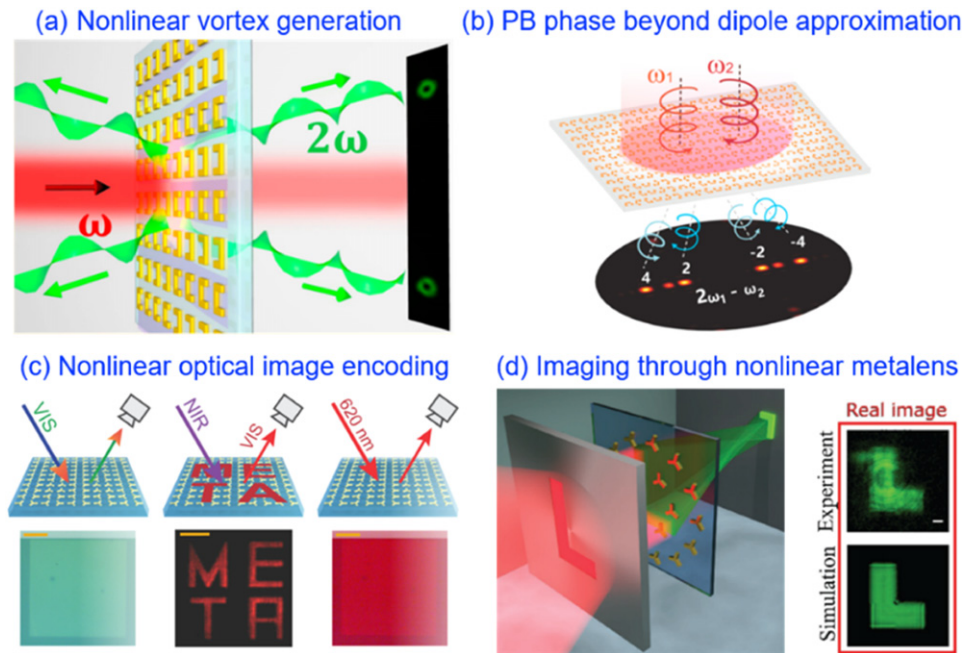 (a) Nonlinear vortex generation
ω
2ω
(b) PB phase beyond dipole approximation
ω₁
ω₂
4
2
-2
-4
2ω₁ - ω₂
(c) Nonlinear optical image encoding
VIS
NIR
VIS
620 nm
META
META
(d) Imaging through nonlinear metalens
Real image
Experiment
Simulation
L
L
L